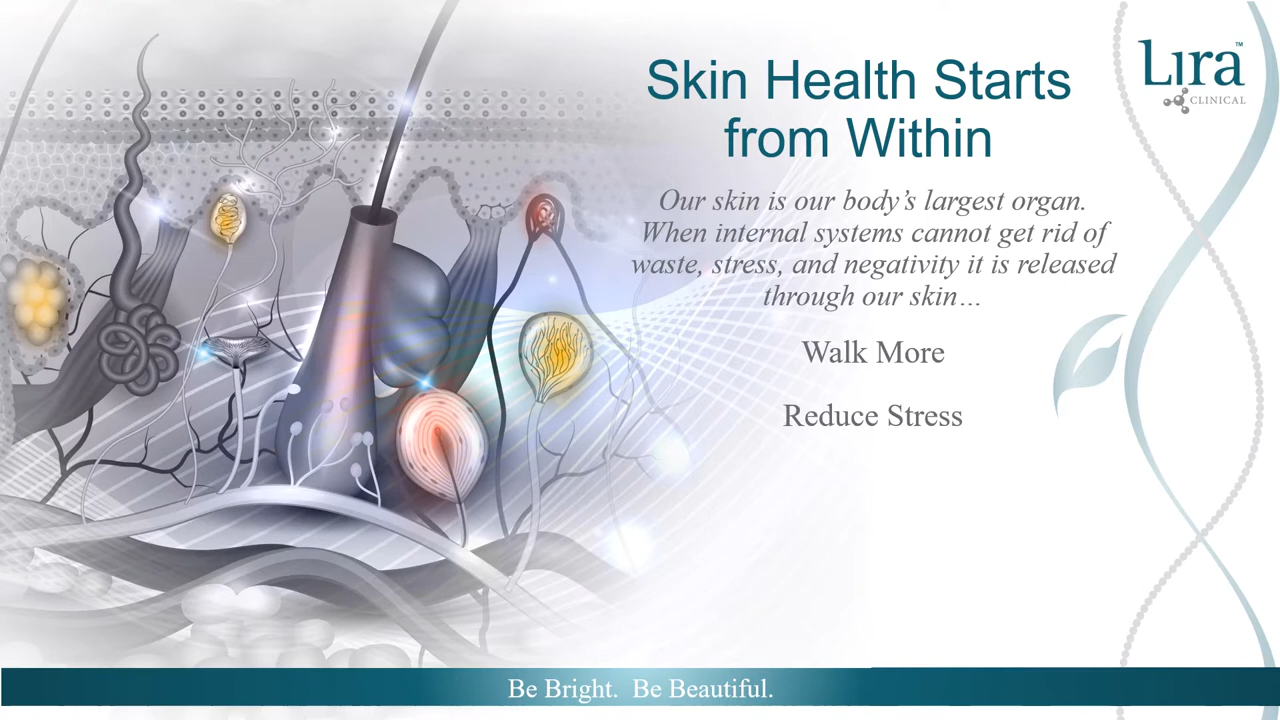 Skin Health Starts
from Within
Lira™
CLINICAL
Our skin is our body’s largest organ.
When internal systems cannot get rid of
waste, stress, and negativity it is released
through our skin…
Walk More
Reduce Stress
Be Bright.  Be Beautiful.